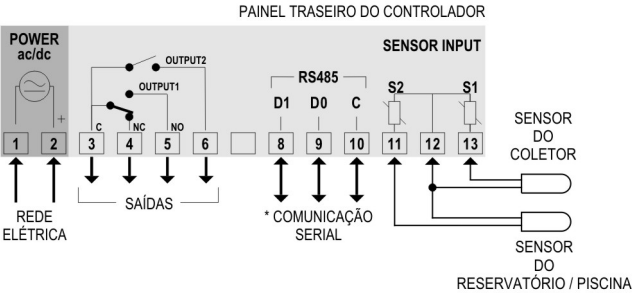 PAINEL TRASEIRO DO CONTROLADOR
POWER
ac/dc
SENSOR INPUT
OUTPUT2
OUTPUT1
RS485
S2
S1
D1
D0
C
+
C
NC
NO
1
2
3
4
5
6
8
9
10
11
12
13
SENSOR
DO
COLETOR
REDE
ELÉTRICA
SAÍDAS
* COMUNICAÇÃO
SERIAL
SENSOR
DO
RESERVATÓRIO / PISCINA